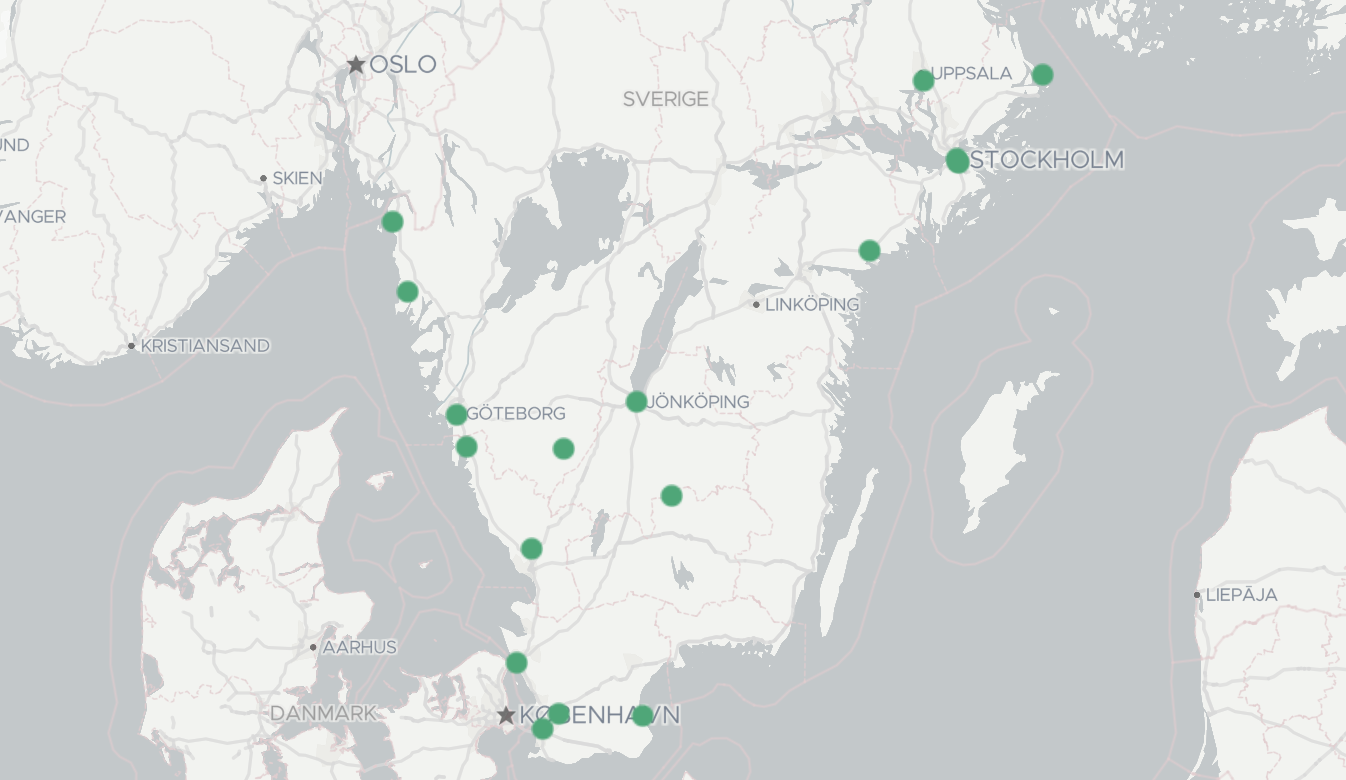 OSLO
UPPSALA
SVERIGE
UND
STOCKHOLM
SKIEN
VANGER
LINKÖPING
KRISTIANSAND
JÖNKÖPING
GÖTEBORG
LIEPĀJA
AARHUS
DANMARK
KØBENHAVN